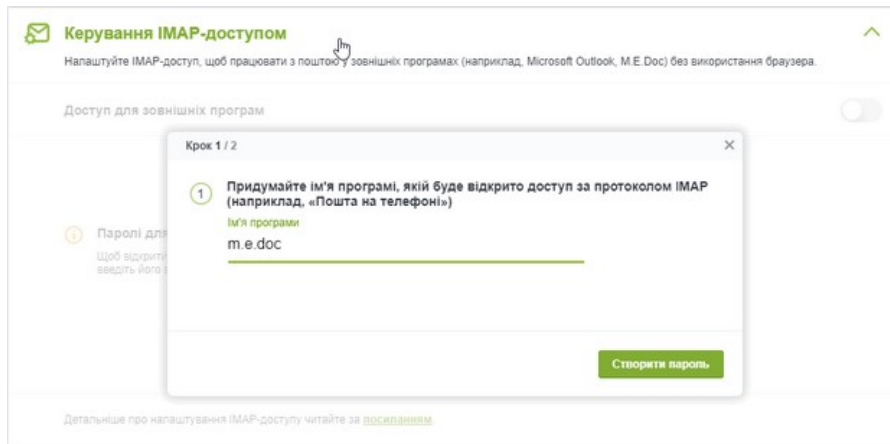 Керування IMAP-доступом
Налаштуйте IMAP-доступ, щоб працювати з поштою у зовнішніх програмах (наприклад, Microsoft Outlook, M.E.Doc) без використання браузера.
Доступ для зовнішніх програм
Крок 1 / 2
1
Придумайте ім'я програмі, якій буде відкрито доступ за протоколом IMAP
(наприклад, «Пошта на телефоні»)
Ім'я програми
m.e.doc
Паролі для
Щоб відкрити
введіть його в
Створити пароль
Детальніше про налаштування IMAP-доступу читайте за посиланням.